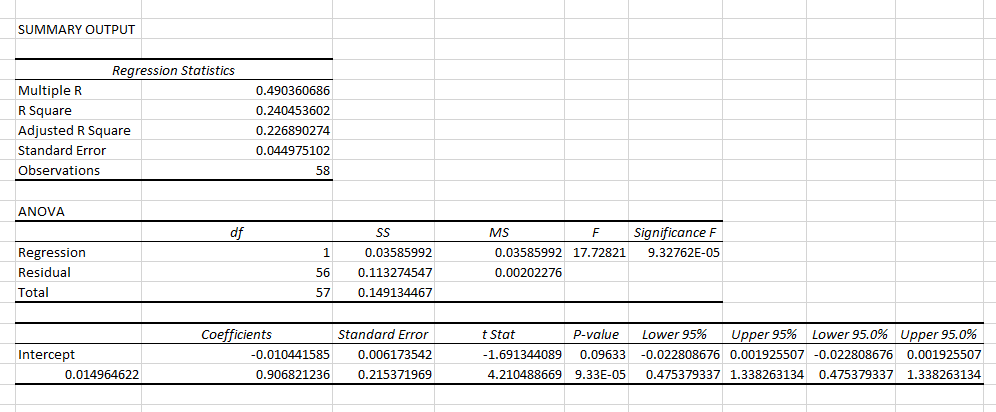 SUMMARY OUTPUT
Regression Statistics
Multiple R 0.490360686
R Square 0.240453602
Adjusted R Square 0.226890274
Standard Error 0.044975102
Observations 58
ANOVA
df SS MS F Significance F
Regression 1 0.03585992 0.03585992 17.72821 9.32762E-05
Residual 56 0.113274547 0.00202276
Total 57 0.149134467
Coefficients Standard Error t Stat P-value Lower 95% Upper 95% Lower 95.0% Upper 95.0%
Intercept -0.010441585 0.006173542 -1.691344089 0.09633 -0.022808676 0.001925507 -0.022808676 0.001925507
0.014964622 0.906821236 0.215371969 4.210488669 9.33E-05 0.475379337 1.338263134 0.475379337 1.338263134